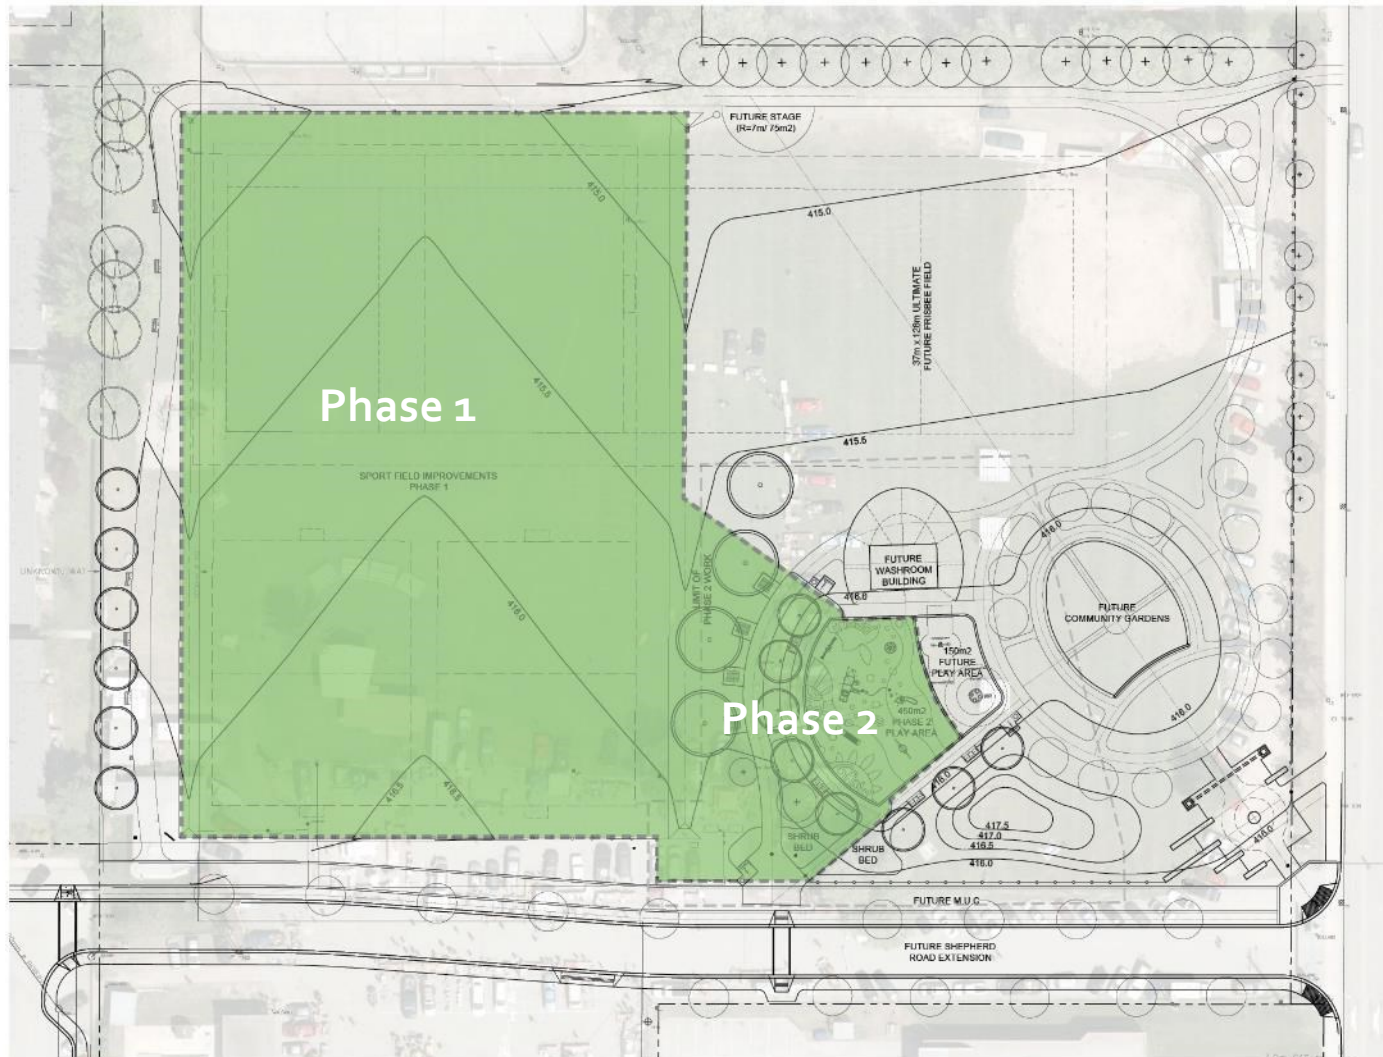 FUTURE STAGE
(R=7m/ 75m2)
415.0
415.0
37m x 128m ULTIMATE
FUTURE FRISBEE FIELD
415.5
Phase 1
415.5
SPORT FIELD IMPROVEMENTS
PHASE 1
416.0
FUTURE
WASHROOM
BUILDING
LIMIT OF
PHASE 2 WORK
416.0
416.0
FUTURE
COMMUNITY GARDENS
150m2
FUTURE
PLAY AREA
Phase 2
450m2
PHASE 2
PLAY AREA
416.0
416.0
416.5
416.5
417.5
417.0
416.5
416.0
416.0
SHRUB
BED
SHRUB
BED
FUTURE M.U.C
FUTURE SHEPHERD
ROAD EXTENSION